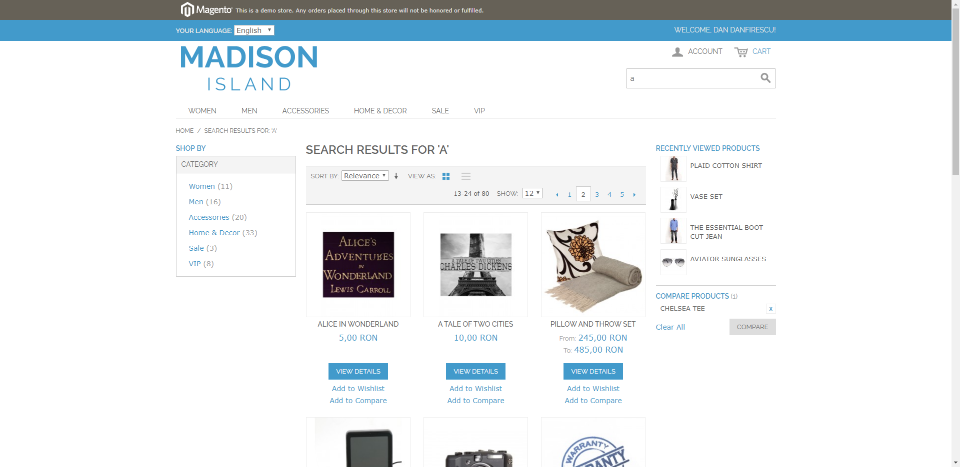 Magento This is a demo store. Any orders placed through this store will not be honored or fulfilled.
YOUR LANGUAGE: English
WELCOME, DAN DANFIRESCU!
MADISON
ISLAND
ACCOUNT CART
a
WOMEN MEN ACCESSORIES HOME & DECOR SALE VIP
HOME / SEARCH RESULTS FOR: 'A'
SHOP BY
CATEGORY
Women (11)
Men (16)
Accessories (20)
Home & Decor (33)
Sale (3)
VIP (8)
SEARCH RESULTS FOR 'A'
SORT BY Relevance VIEW AS
13-24 of 80 SHOW: 12 1 2 3 4 5
ALICE'S
ADVENTURES
IN
WONDERLAND
LEWIS CARROLL
ALICE IN WONDERLAND
5,00 RON
VIEW DETAILS
Add to Wishlist
Add to Compare
A TALE OF TWO CITIES
CHARLES DICKENS
A TALE OF TWO CITIES
10,00 RON
VIEW DETAILS
Add to Wishlist
Add to Compare
PILLOW AND THROW SET
From: 245,00 RON
To: 485,00 RON
VIEW DETAILS
Add to Wishlist
Add to Compare
WARRANTY
WARRANTY
RECENTLY VIEWED PRODUCTS
PLAID COTTON SHIRT
VASE SET
THE ESSENTIAL BOOT
CUT JEAN
AVIATOR SUNGLASSES
COMPARE PRODUCTS (1)
CHELSEA TEE x
Clear All COMPARE